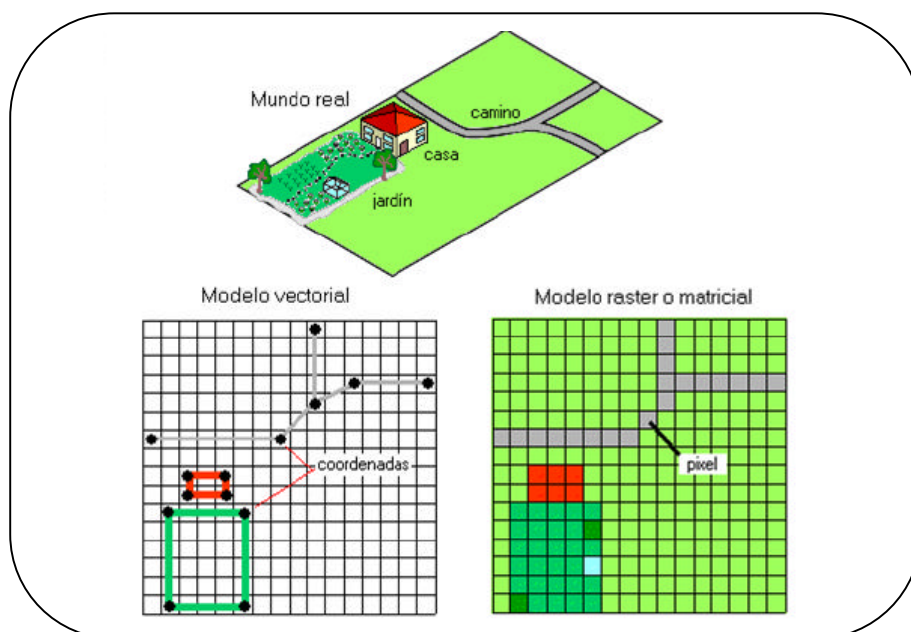 Mundo real
camino
casa
jardín
Modelo vectorial
Modelo raster o matricial
coordenadas
pixel